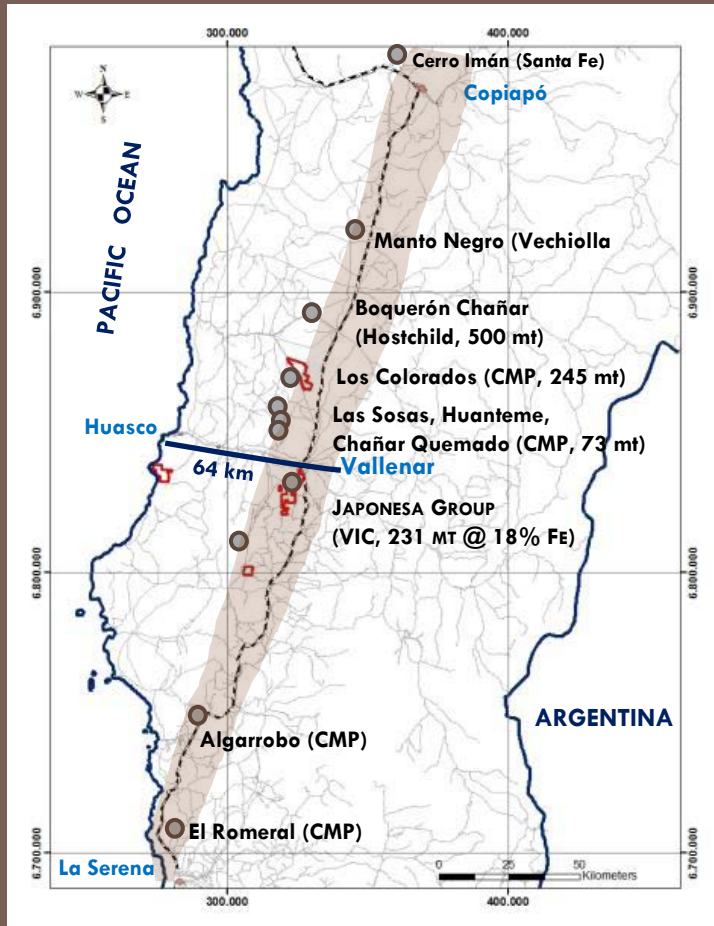 300.000
400.000
N
W
E
S
Cerro Imán (Santa Fe)
Copiapó
PACIFIC OCEAN
Manto Negro (Vechiolla
6.900.000
6.900.000
Boquerón Chañar
(Hostchild, 500 mt)
Los Colorados (CMP, 245 mt)
Las Sosas, Huanteme,
Chañar Quemado (CMP, 73 mt)
Huasco
64 km
Vallenar
JAPONESA GROUP
(VIC, 231 MT @ 18% FE)
6.800.000
6.800.000
ARGENTINA
Algarrobo (CMP)
El Romeral (CMP)
6.700.000
6.700.000
La Serena
0
25
50
Kilometers
300.000
400.000